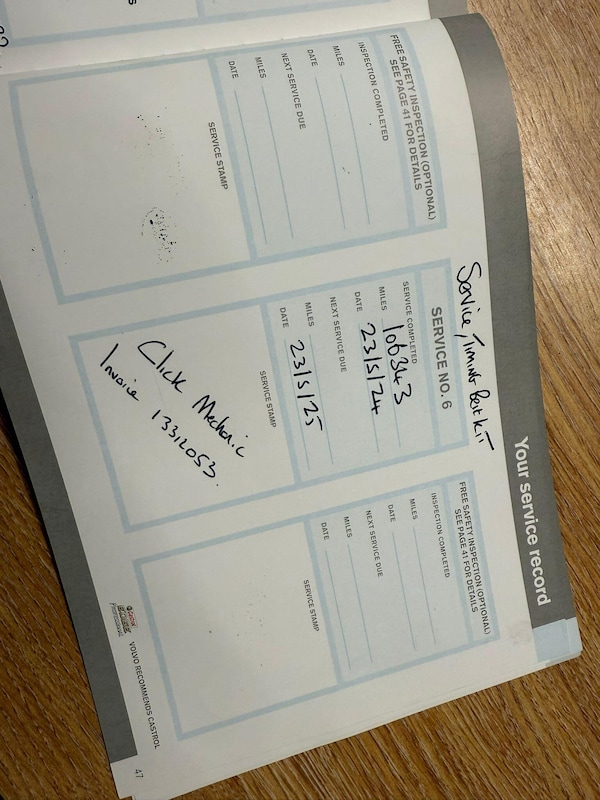 Your service record
FREE SAFETY INSPECTION (OPTIONAL)
SEE PAGE 41 FOR DETAILS
INSPECTION COMPLETED
MILES
DATE
NEXT SERVICE DUE
MILES
DATE
SERVICE STAMP
Service / Timing Belt KiT
SERVICE NO. 6
SERVICE COMPLETED
MILES 106343
DATE 23/5/24
NEXT SERVICE DUE
MILES
DATE 23/5/25
SERVICE STAMP
Click Mechanic
Invoice 13312053.
FREE SAFETY INSPECTION (OPTIONAL)
SEE PAGE 41 FOR DETAILS
INSPECTION COMPLETED
MILES
DATE
NEXT SERVICE DUE
MILES
DATE
SERVICE STAMP
Castrol
EDGE
PROFESSIONAL
VOLVO RECOMMENDS CASTROL
47